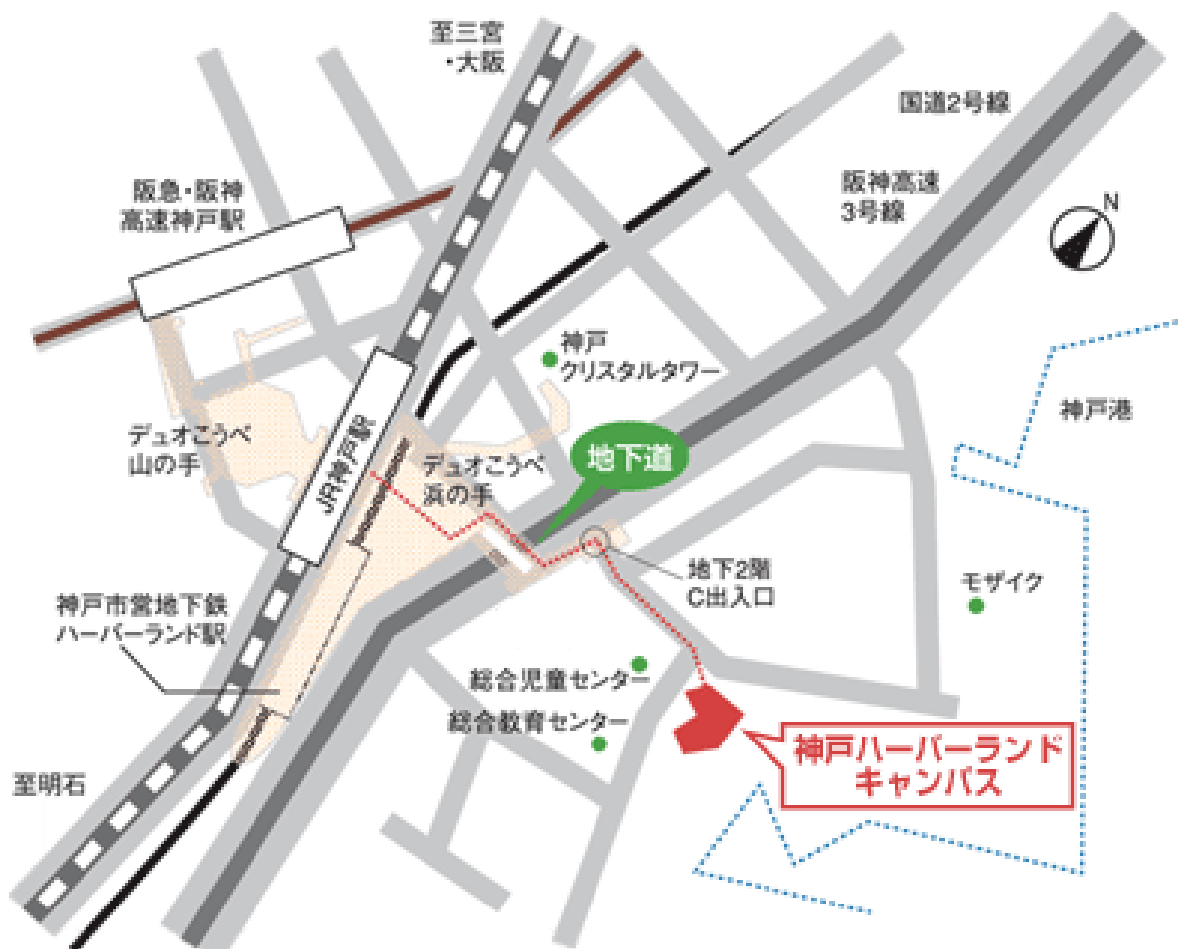 至三宮
・大阪
国道2号線
阪急・阪神
高速神戸駅
阪神高速
3号線
N
神戸
クリスタルタワー
神戸港
デュオこうべ
山の手
JR神戸駅
デュオこうべ
浜の手
地下道
地下2階
C出入口
モザイク
神戸市営地下鉄
ハーバーランド駅
総合児童センター
総合教育センター
神戸ハーバーランド
キャンパス
至明石